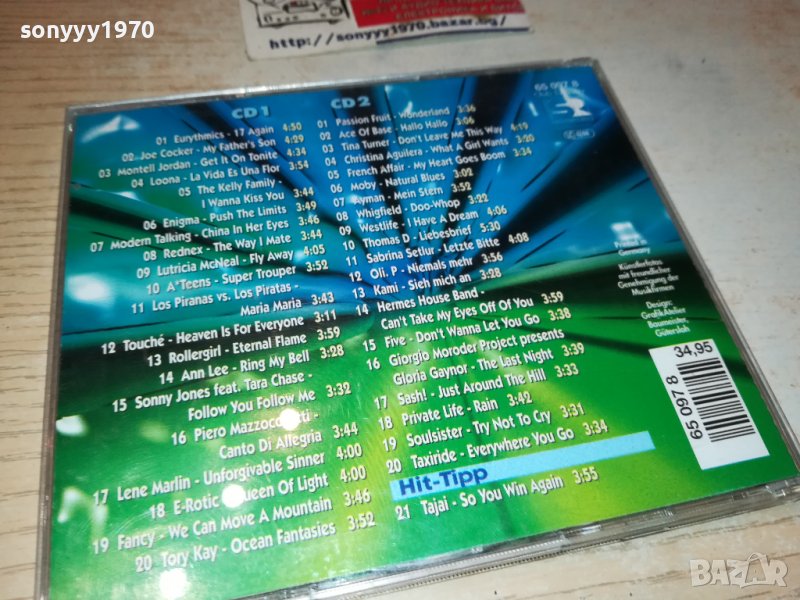 sonyyy1970
http://sonyyy1970.bazar.bg/
65 097 8
CD 1
01 Eurythmics - 17 Again 4:50
02 Joe Cocker - My Father's Son 4:29
03 Montell Jordan - Get It On Tonite 4:34
04 Loona - La Vida Es Una Flor 3:54
05 The Kelly Family -
I Wanna Kiss You 3:44
06 Enigma - Push The Limits 3:49
07 Modern Talking - China In Her Eyes 3:46
08 Rednex - The Way I Mate 3:44
09 Lutricia McNeal - Fly Away 4:05
10 A*Teens - Super Trouper 3:52
11 Los Piranas vs. Los Piratas -
Maria Maria 3:43
12 Touché - Heaven Is For Everyone 3:11
13 Rollergirl - Eternal Flame 3:59
14 Ann Lee - Ring My Bell 3:28
15 Sonny Jones feat. Tara Chase -
Follow You Follow Me 3:32
16 Piero Mazzocchetti -
Canto Di Allegria 3:44
17 Lene Marlin - Unforgivable Sinner 4:00
18 E-Rotic - Queen Of Light 4:00
19 Fancy - We Can Move A Mountain 3:46
20 Tory Kay - Ocean Fantasies 3:52
CD 2
01 Passion Fruit - Wonderland 3:36
02 Ace Of Base - Hallo Hallo 3:06
03 Tina Turner - Don't Leave Me This Way 4:19
04 Christina Aguilera - What A Girl Wants 3:20
05 French Affair - My Heart Goes Boom 3:34
06 Moby - Natural Blues 3:02
07 Ayman - Mein Stern 3:52
08 Whigfield - Doo-Whop 3:22
09 Westlife - I Have A Dream 4:06
10 Thomas D - Liebesbrief 5:30
11 Sabrina Setlur - Letzte Bitte 4:08
12 Oli. P - Niemals mehr 3:56
13 Kami - Sieh mich an 3:28
14 Hermes House Band -
Can't Take My Eyes Off Of You 3:59
15 Five - Don't Wanna Let You Go 3:38
16 Giorgio Moroder Project presents
Gloria Gaynor - The Last Night 3:39
17 Sash! - Just Around The Hill 3:33
18 Private Life - Rain 3:42
19 Soulsister - Try Not To Cry 3:31
20 Taxiride - Everywhere You Go 3:34
Hit-Tipp
21 Tajai - So You Win Again 3:55
Printed in
Germany
Künstlerfotos
mit freundlicher
Genehmigung der
Musikfirmen
Design:
GrafikAtelier
Baumeister,
Gütersloh
34,95
65 097 8
BAZAR